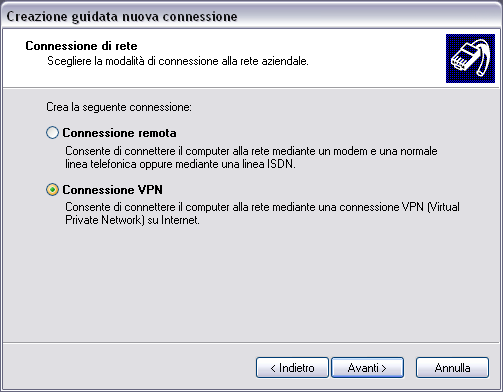 Creazione guidata nuova connessione
Connessione di rete
Scegliere la modalità di connessione alla rete aziendale.
Crea la seguente connessione:
Connessione remota
Consente di connettere il computer alla rete mediante un modem e una normale
linea telefonica oppure mediante una linea ISDN.
Connessione VPN
Consente di connettere il computer alla rete mediante una connessione VPN (Virtual
Private Network) su Internet.
< Indietro
Avanti >
Annulla